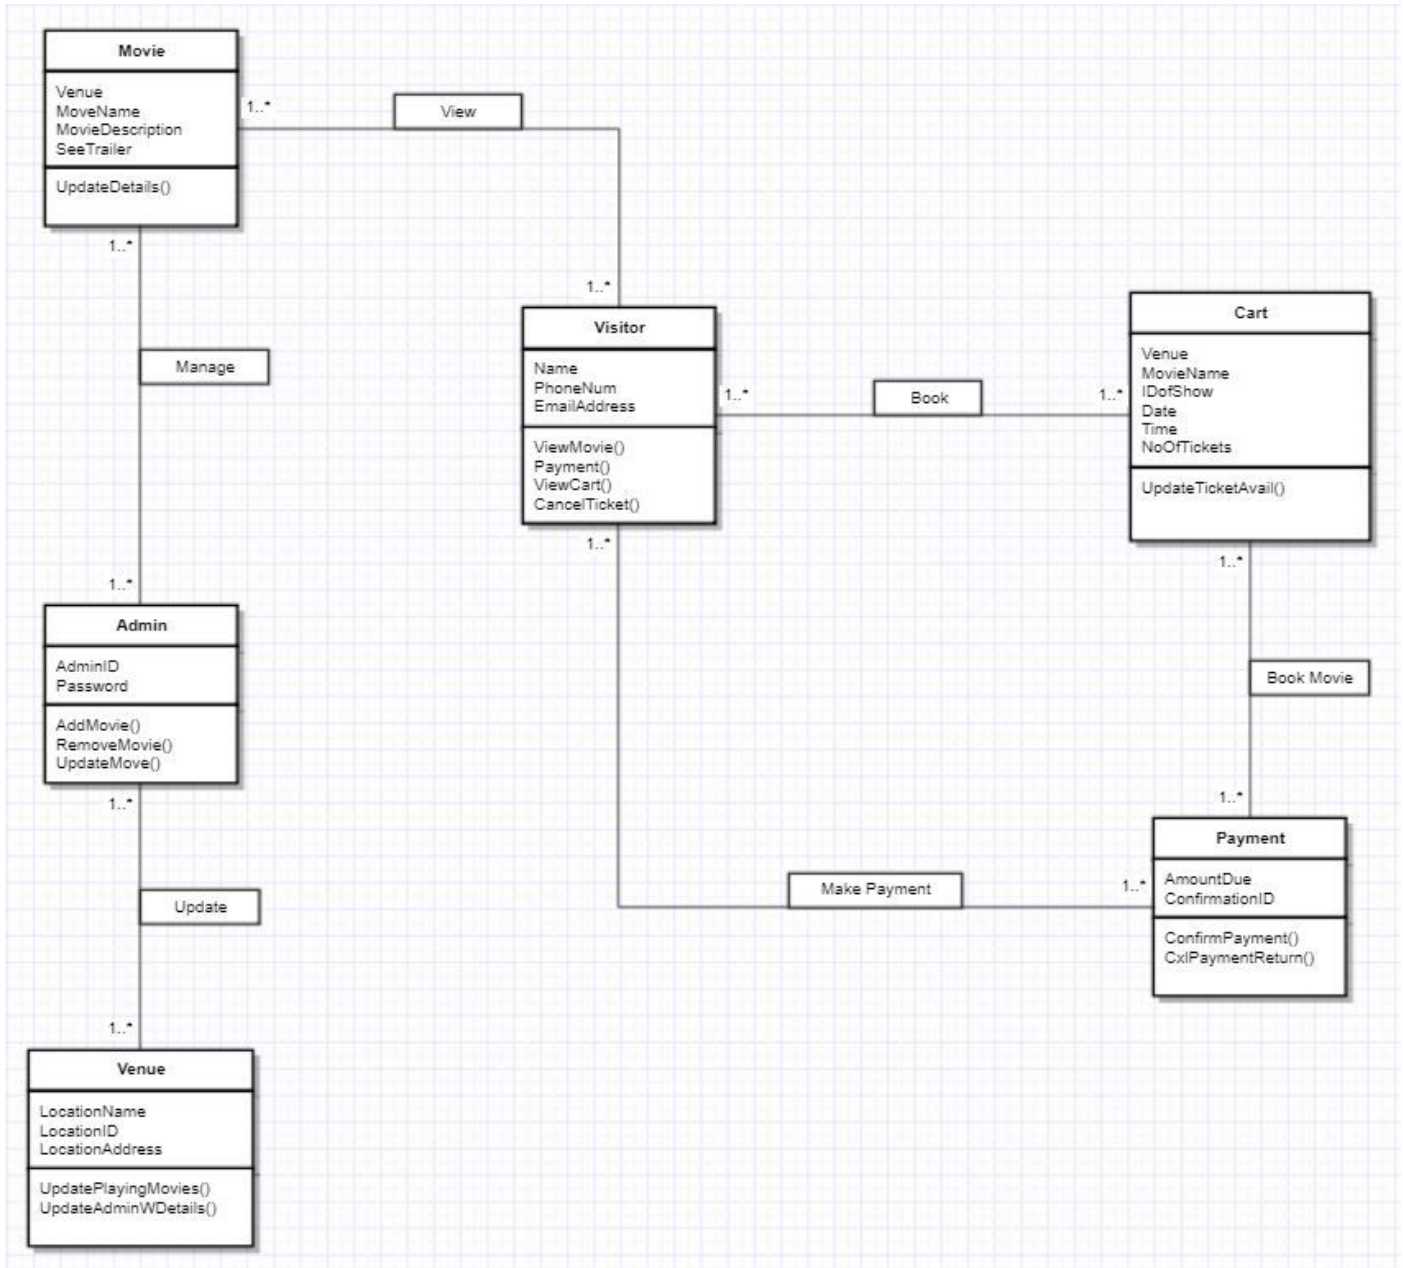 Movie
Venue
MoveName
MovieDescription
SeeTrailer
UpdateDetails()
1..*
View
1..*
1..*
Manage
1..*
Visitor
Name
PhoneNum
EmailAddress
ViewMovie()
Payment()
ViewCart()
CancelTicket()
1..*
Book
1..*
1..*
Cart
Venue
MovieName
IDofShow
Date
Time
NoOfTickets
UpdateTicketAvail()
1..*
Book Movie
1..*
Admin
AdminID
Password
AddMovie()
RemoveMovie()
UpdateMove()
1..*
Update
1..*
Make Payment
1..*
Payment
AmountDue
ConfirmationID
ConfirmPayment()
CxlPaymentReturn()
Venue
LocationName
LocationID
LocationAddress
UpdatePlayingMovies()
UpdateAdminWDetails()